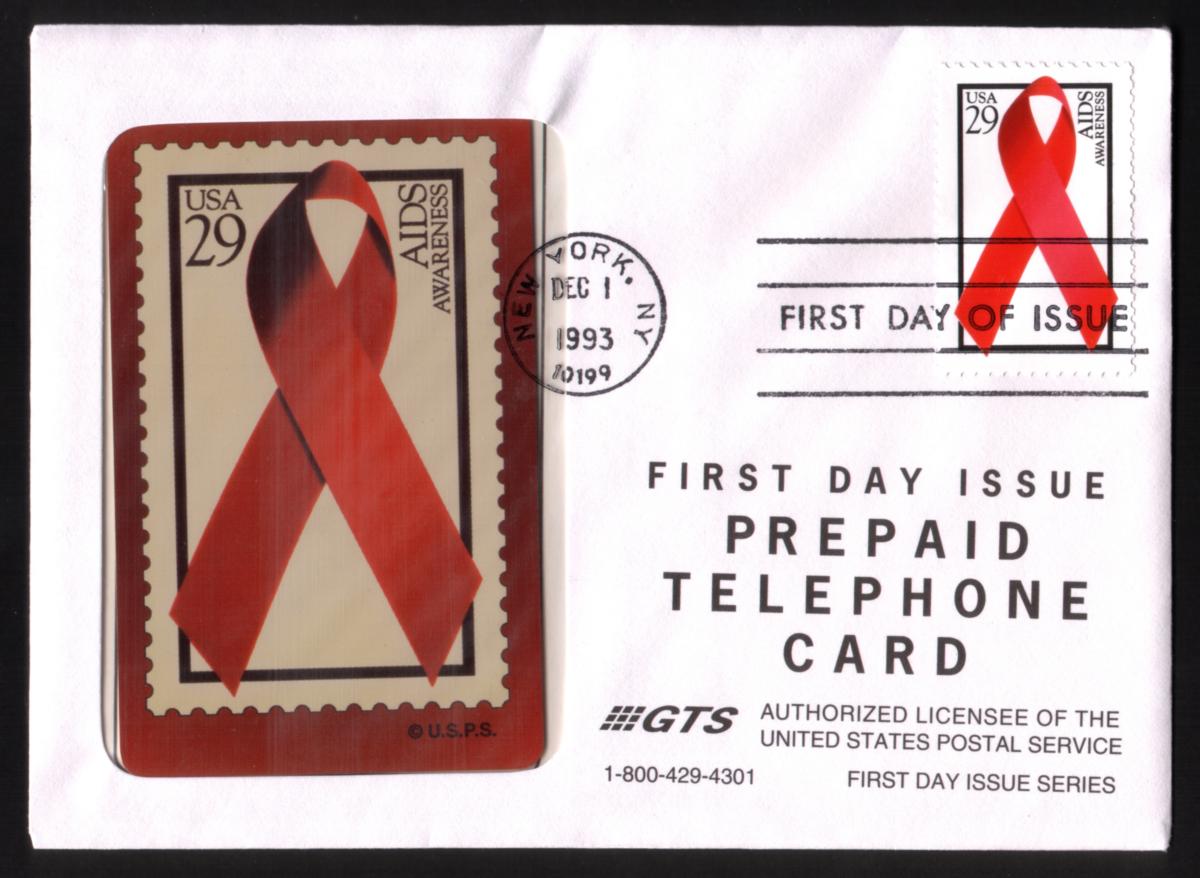 USA
29
AIDS
AWARENESS
© U.S.P.S.
NEW YORK, NY
DEC 1
1993
10199
USA
29
AIDS
AWARENESS
FIRST DAY OF ISSUE
FIRST DAY ISSUE
PREPAID
TELEPHONE
CARD
GTS
AUTHORIZED LICENSEE OF THE
UNITED STATES POSTAL SERVICE
1-800-429-4301
FIRST DAY ISSUE SERIES